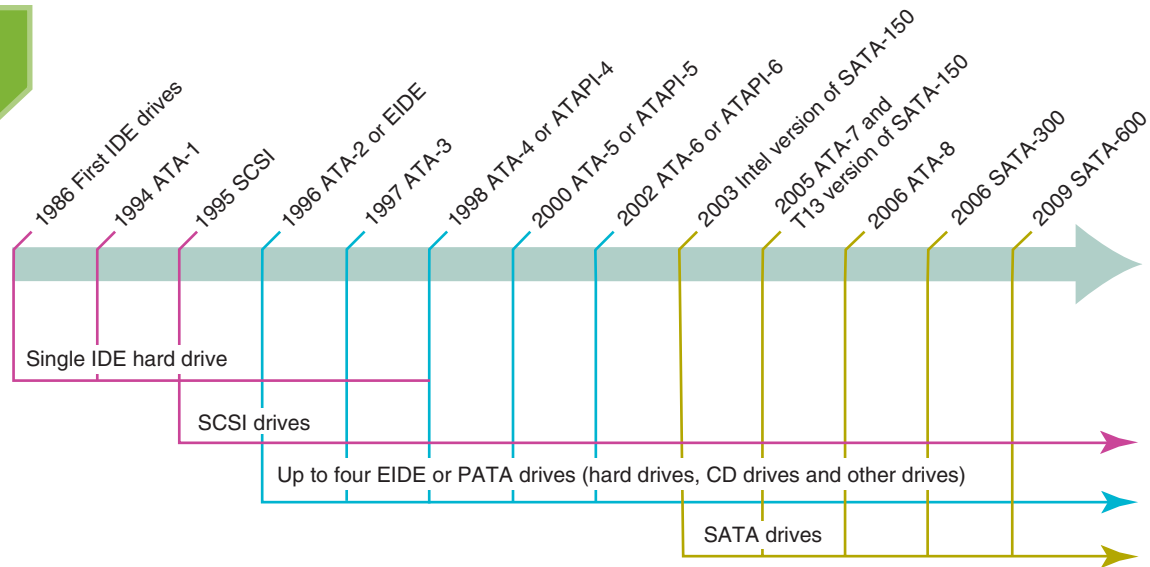 1986 First IDE drives
1994 ATA-1
1995 SCSI
1996 ATA-2 or EIDE
1997 ATA-3
1998 ATA-4 or ATAPI-4
2000 ATA-5 or ATAPI-5
2002 ATA-6 or ATAPI-6
2003 Intel version of SATA-150
2005 ATA-7 and
T13 version of SATA-150
2006 ATA-8
2006 SATA-300
2009 SATA-600
Single IDE hard drive
SCSI drives
Up to four EIDE or PATA drives (hard drives, CD drives and other drives)
SATA drives